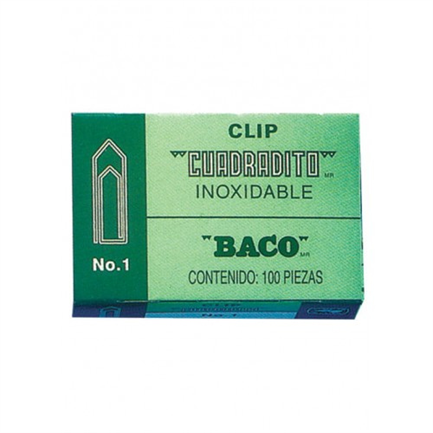 CLIP
"CUADRADITO" MR
INOXIDABLE
"BACO" MR
CONTENIDO: 100 PIEZAS
No.1